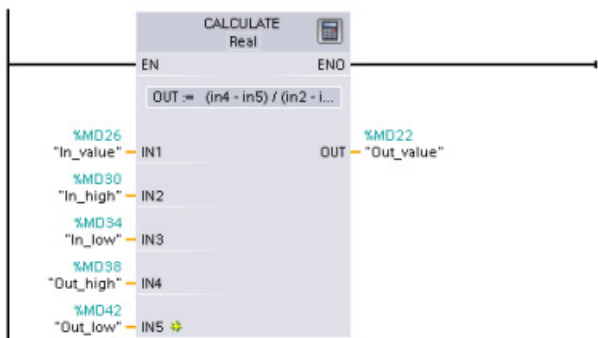 CALCULATE
Real
EN ENO
OUT := (in4 - in5) / (in2 - i...
%MD26
"In_value" IN1
%MD22
OUT "Out_value"
%MD30
"In_high" IN2
%MD34
"In_low" IN3
%MD38
"Out_high" IN4
%MD42
"Out_low" IN5